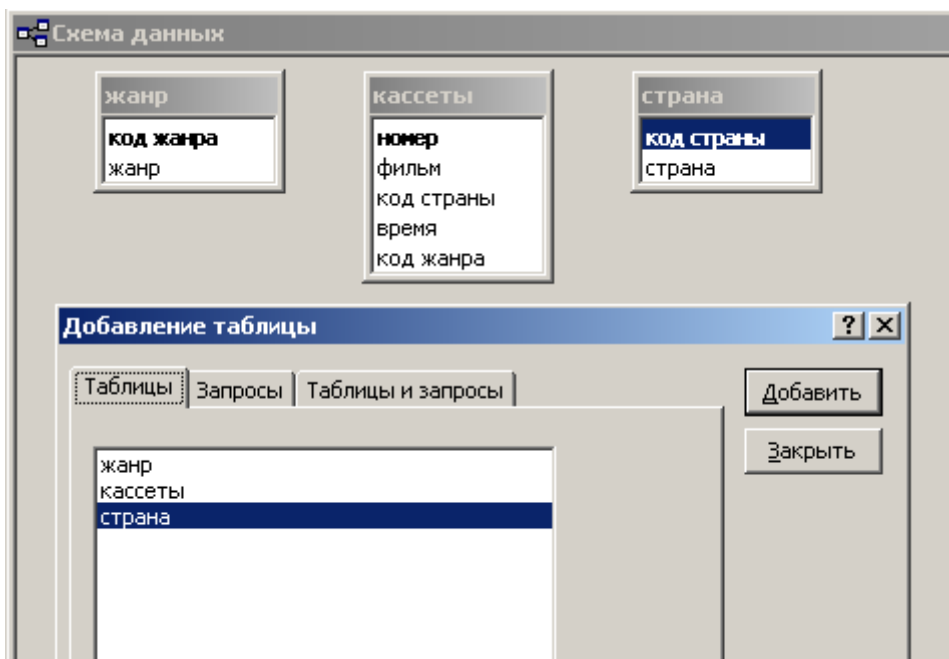 Схема данных
жанр
код жанра
жанр
кассеты
номер
фильм
код страны
время
код жанра
страна
код страны
страна
Добавление таблицы
Таблицы
Запросы
Таблицы и запросы
Добавить
Закрыть
жанр
кассеты
страна